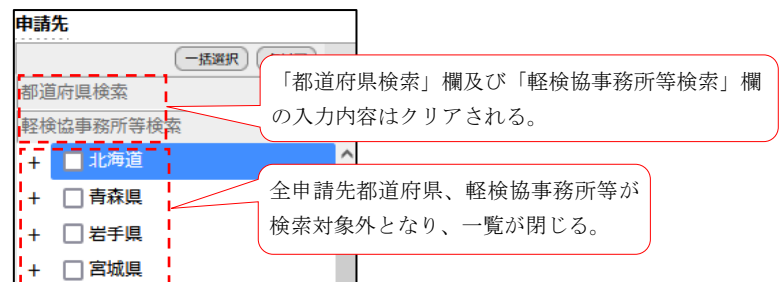 申請先
一括選択
都道府県検索
軽検協事務所等検索
「都道府県検索」欄及び「軽検協事務所等検索」欄
の入力内容はクリアされる。
+ 北海道
+ 青森県
+ 岩手県
+ 宮城県
全申請先都道府県、軽検協事務所等が
検索対象外となり、一覧が閉じる。